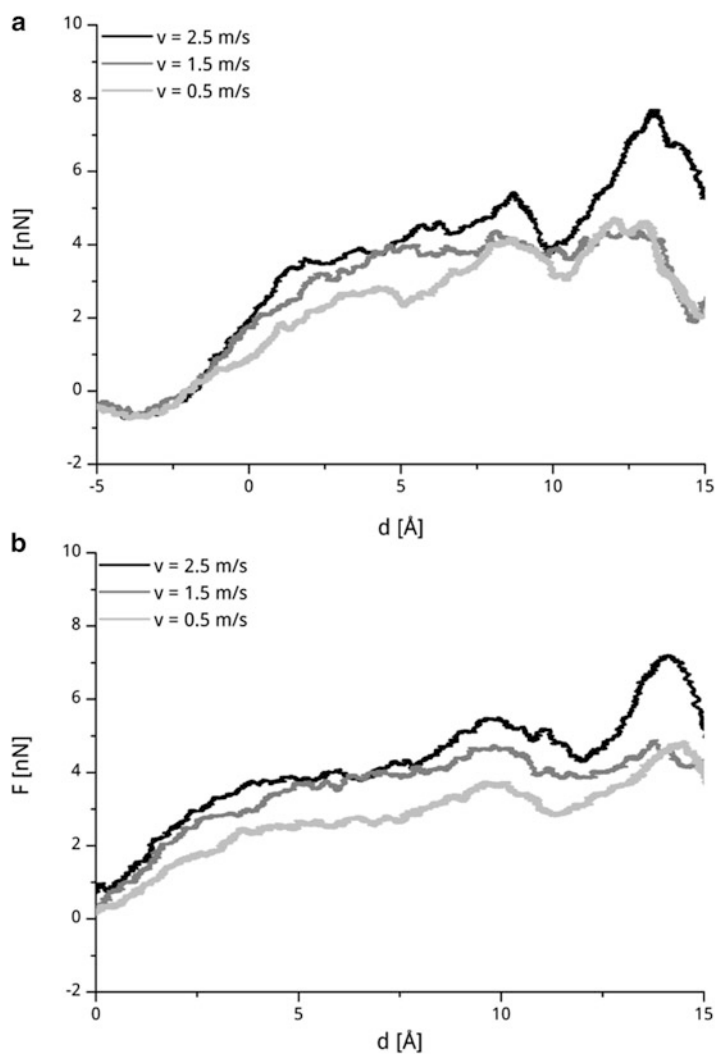 a
10
8
6
4
2
0
-2
F [nN]
v = 2.5 m/s
v = 1.5 m/s
v = 0.5 m/s
-5
0
5
10
15
d [Å]
b
10
8
6
4
2
0
-2
F [nN]
v = 2.5 m/s
v = 1.5 m/s
v = 0.5 m/s
0
5
10
15
d [Å]